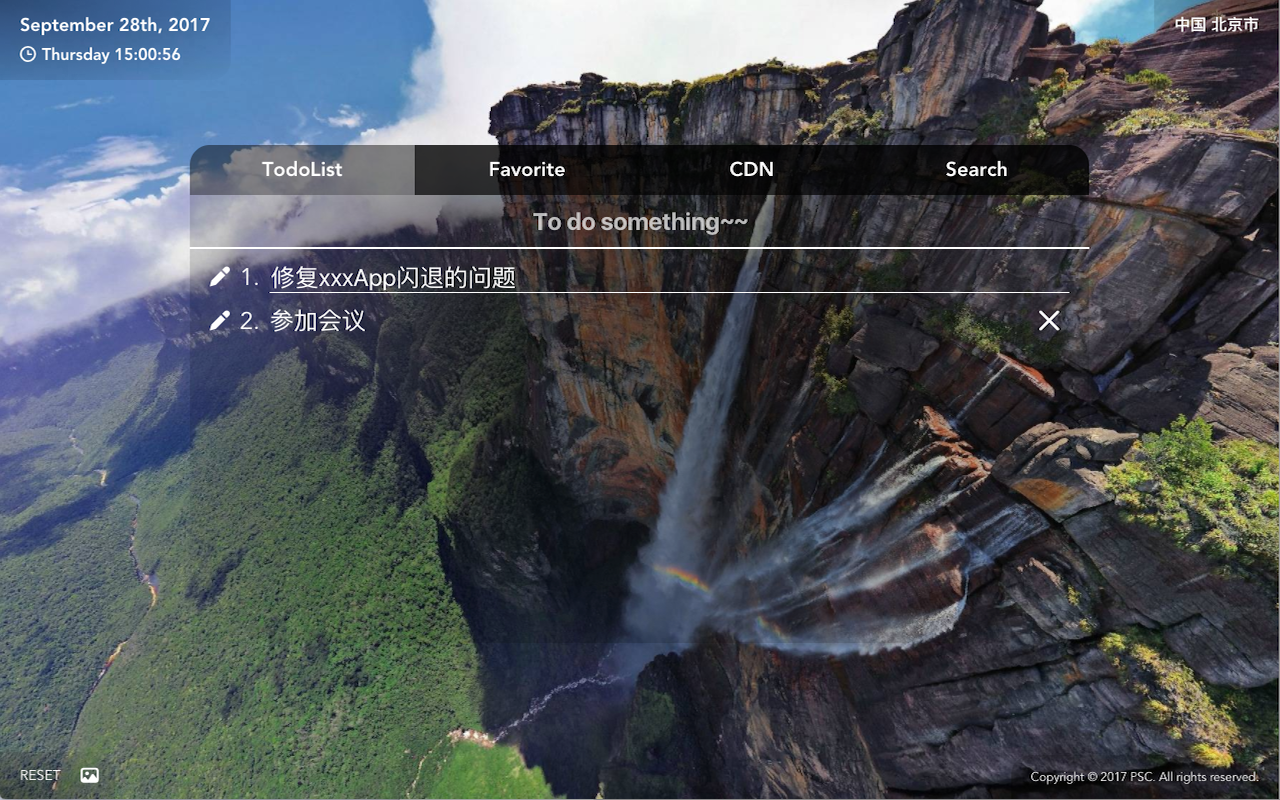 September 28th, 2017
Thursday 15:00:56
中国 北京市
TodoList
Favorite
CDN
Search
To do something~~
1. 修复xxxApp闪退的问题
2. 参加会议
RESET
Copyright © 2017 PSC. All rights reserved.